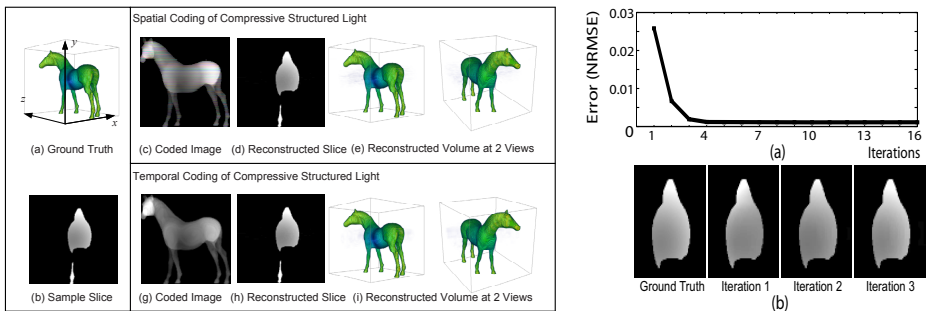 Spatial Coding of Compressive Structured Light
y
z
x
(a) Ground Truth
(c) Coded Image
(d) Reconstructed Slice
(e) Reconstructed Volume at 2 Views
Temporal Coding of Compressive Structured Light
(b) Sample Slice
(g) Coded Image
(h) Reconstructed Slice
(i) Reconstructed Volume at 2 Views
Error (NRMSE)
0.03
0.02
0.01
0
1 4 7 10 13 16
(a)
Iterations
Ground Truth
Iteration 1
Iteration 2
Iteration 3
(b)